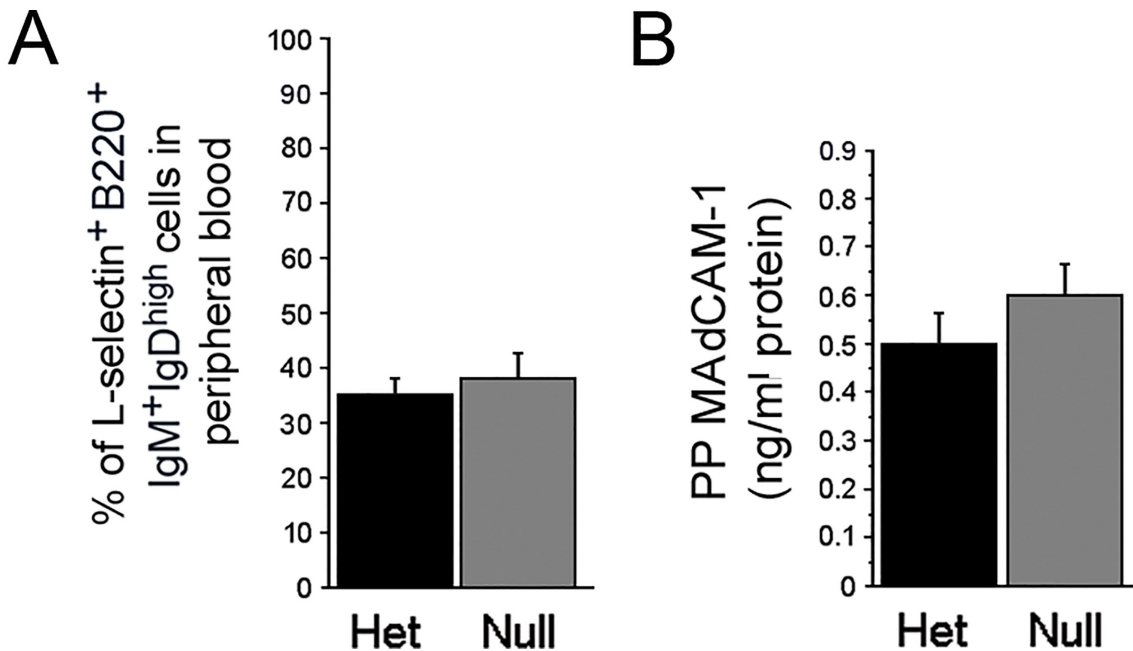 A
% of L-selectin⁺ B220⁺
IgM⁺IgDʰⁱᵍʰ cells in
peripheral blood
100
90
80
70
60
50
40
30
20
10
0
Het Null
B
PP MAdCAM-1
(ng/ml protein)
0.9
0.8
0.7
0.6
0.5
0.4
0.3
0.2
0.1
0
Het Null